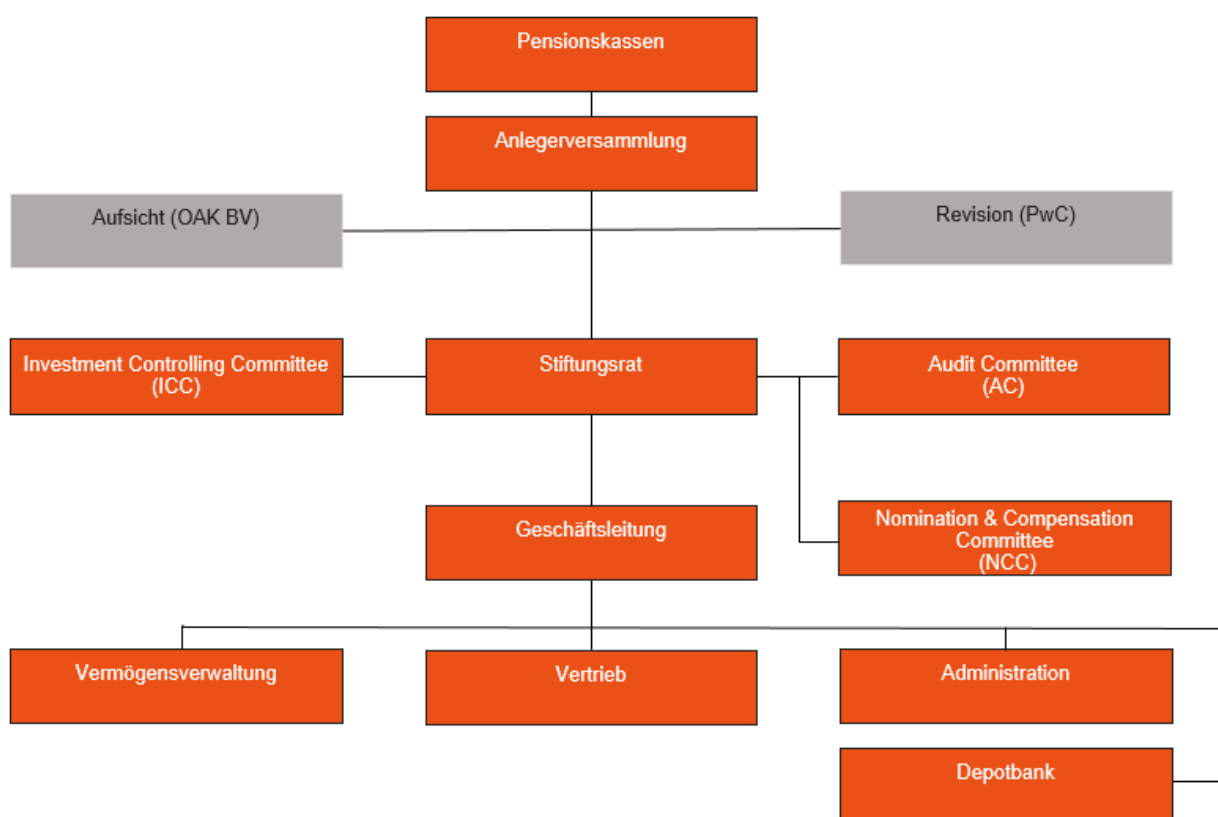 Pensionskassen
Anlegerversammlung
Aufsicht (OAK BV)
Revision (PwC)
Investment Controlling Committee
(ICC)
Stiftungsrat
Audit Committee
(AC)
Geschäftsleitung
Nomination & Compensation
Committee
(NCC)
Vermögensverwaltung
Vertrieb
Administration
Depotbank